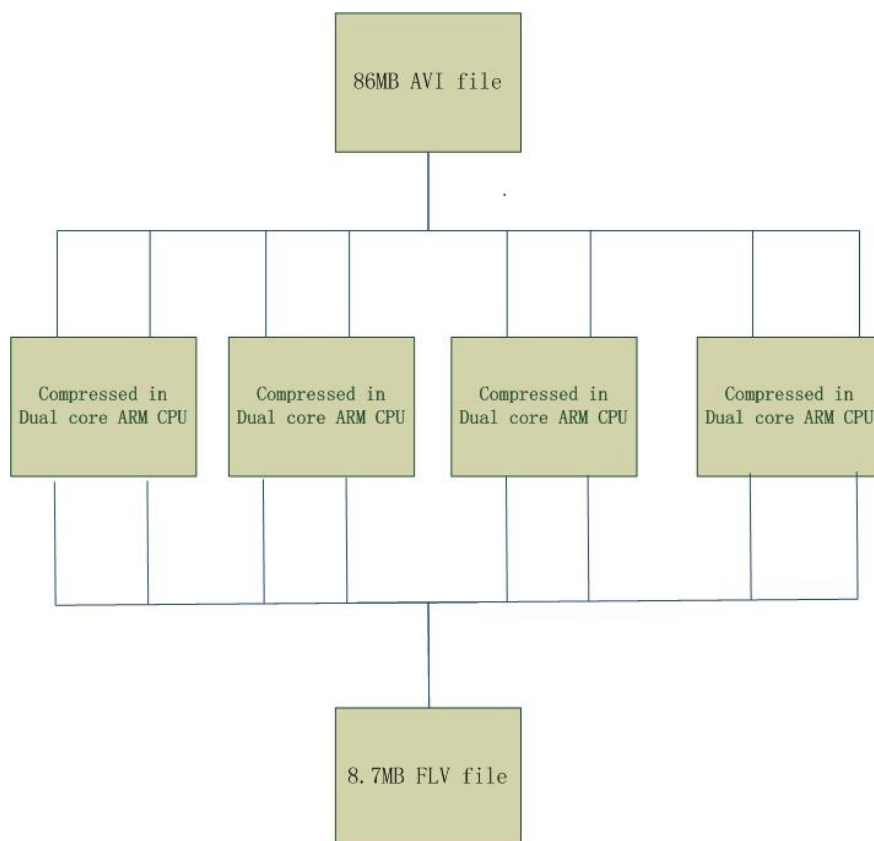 86MB AVI file
Compressed in
Dual core ARM CPU
Compressed in
Dual core ARM CPU
Compressed in
Dual core ARM CPU
Compressed in
Dual core ARM CPU
8.7MB FLV file